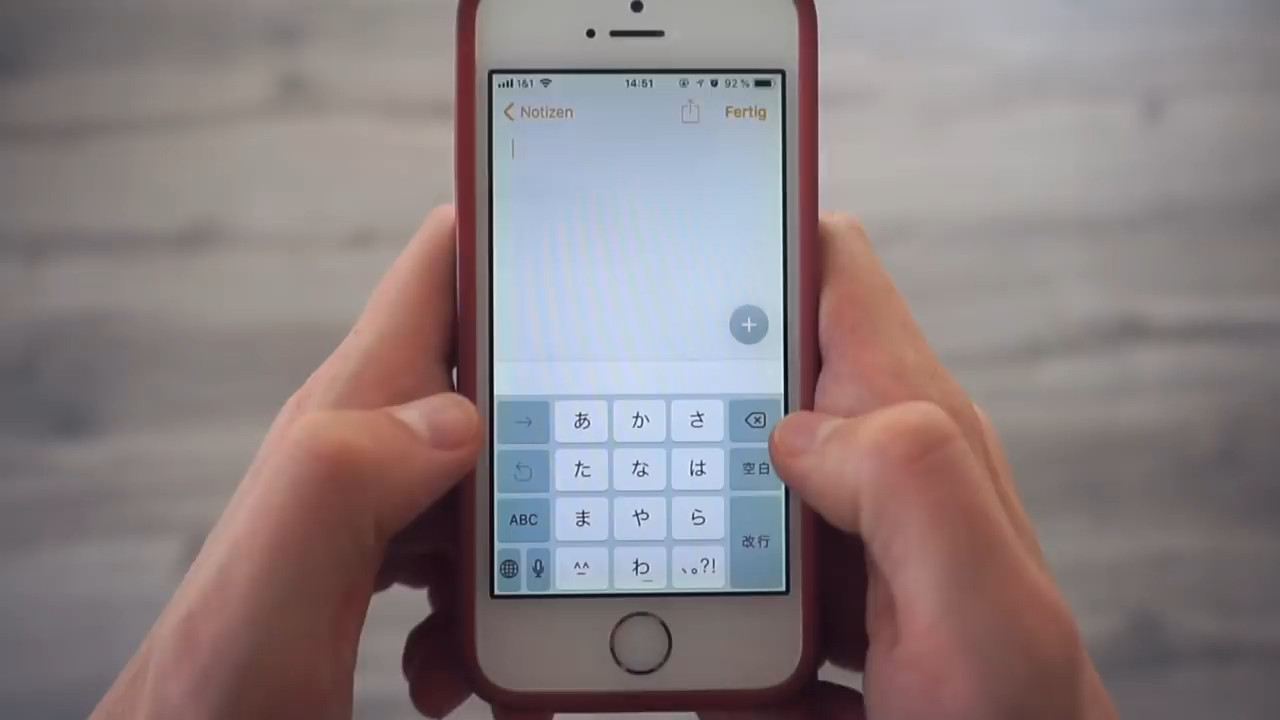 1&1 14:51 92 %
Notizen Fertig
あ か さ
た な は 空白
ABC ま や ら
改行
^^ わ 、。?!